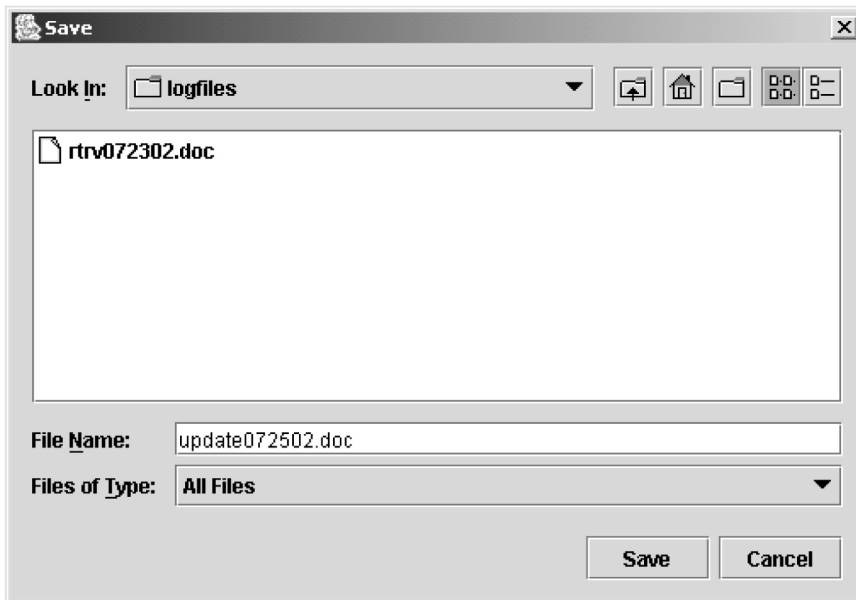 Save
Look In: logfiles
rtrv072302.doc
File Name: update072502.doc
Files of Type: All Files
Save Cancel